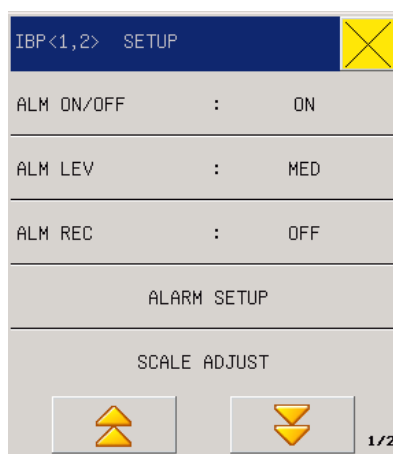 IBP<1,2> SETUP
ALM ON/OFF : ON
ALM LEV : MED
ALM REC : OFF
ALARM SETUP
SCALE ADJUST
1/2